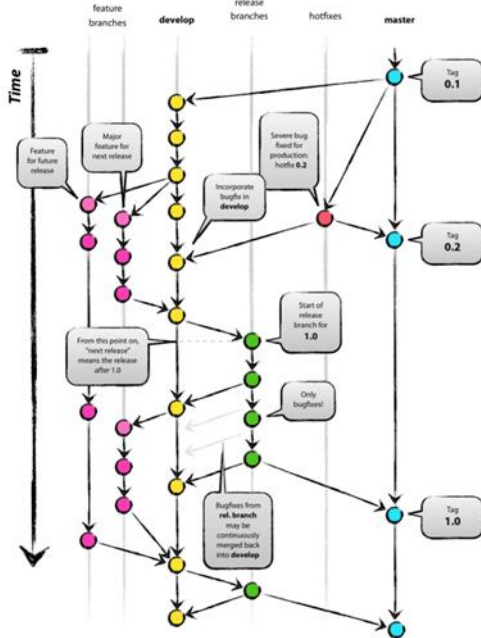 feature
branches
develop
release
branches
hotfixes
master
Time
Tag
0.1
Major
feature for
next release
Severe bug
fixed for
production:
hotfix 0.2
Feature
for future
release
Incorporate
bugfix in
develop
Tag
0.2
Start of
release
branch for
1.0
From this point on,
"next release"
means the release
after 1.0
Only
bugfixes!
Bugfixes from
rel. branch
may be
continuously
merged back
into develop
Tag
1.0